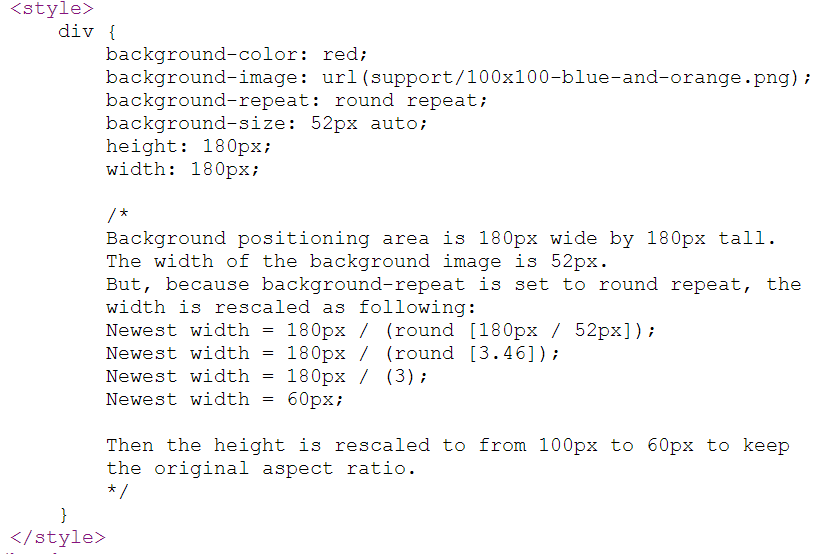 <style>
div {
background-color: red;
background-image: url(support/100x100-blue-and-orange.png);
background-repeat: round repeat;
background-size: 52px auto;
height: 180px;
width: 180px;
/*
Background positioning area is 180px wide by 180px tall.
The width of the background image is 52px.
But, because background-repeat is set to round repeat, the
width is rescaled as following:
Newest width = 180px / (round [180px / 52px]);
Newest width = 180px / (round [3.46]);
Newest width = 180px / (3);
Newest width = 60px;
Then the height is rescaled to from 100px to 60px to keep
the original aspect ratio.
*/
}
</style>